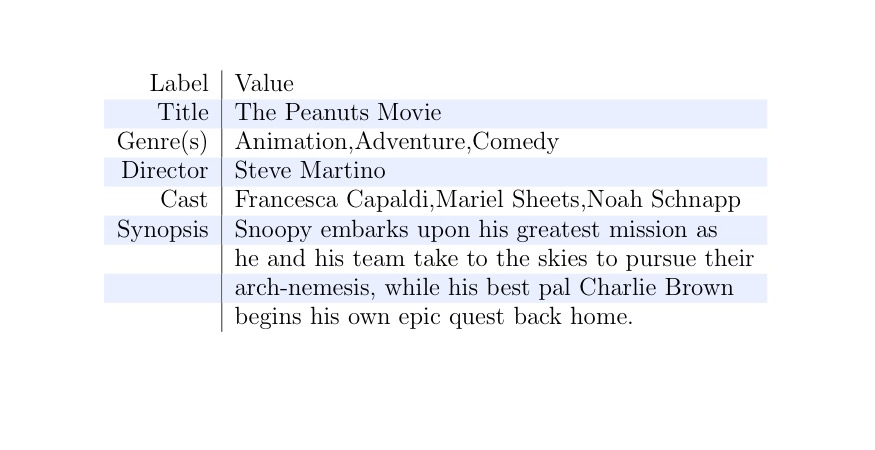 Label Value
Title The Peanuts Movie
Genre(s) Animation,Adventure,Comedy
Director Steve Martino
Cast Francesca Capaldi,Mariel Sheets,Noah Schnapp
Synopsis Snoopy embarks upon his greatest mission as
he and his team take to the skies to pursue their
arch-nemesis, while his best pal Charlie Brown
begins his own epic quest back home.